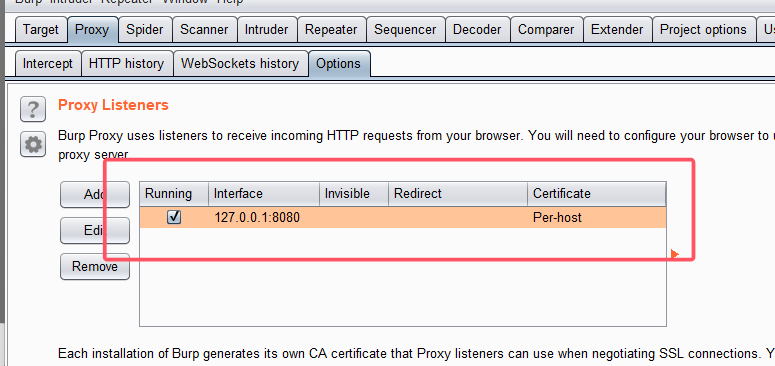 Burp Intruder Repeater Window Help
Target Proxy Spider Scanner Intruder Repeater Sequencer Decoder Comparer Extender Project options
Intercept HTTP history WebSockets history Options
? Proxy Listeners
Burp Proxy uses listeners to receive incoming HTTP requests from your browser. You will need to configure your browser to
proxy server
Add Running Interface Invisible Redirect Certificate
127.0.0.1:8080 Per-host
Edit
Remove
Each installation of Burp generates its own CA certificate that Proxy listeners can use when negotiating SSL connections.